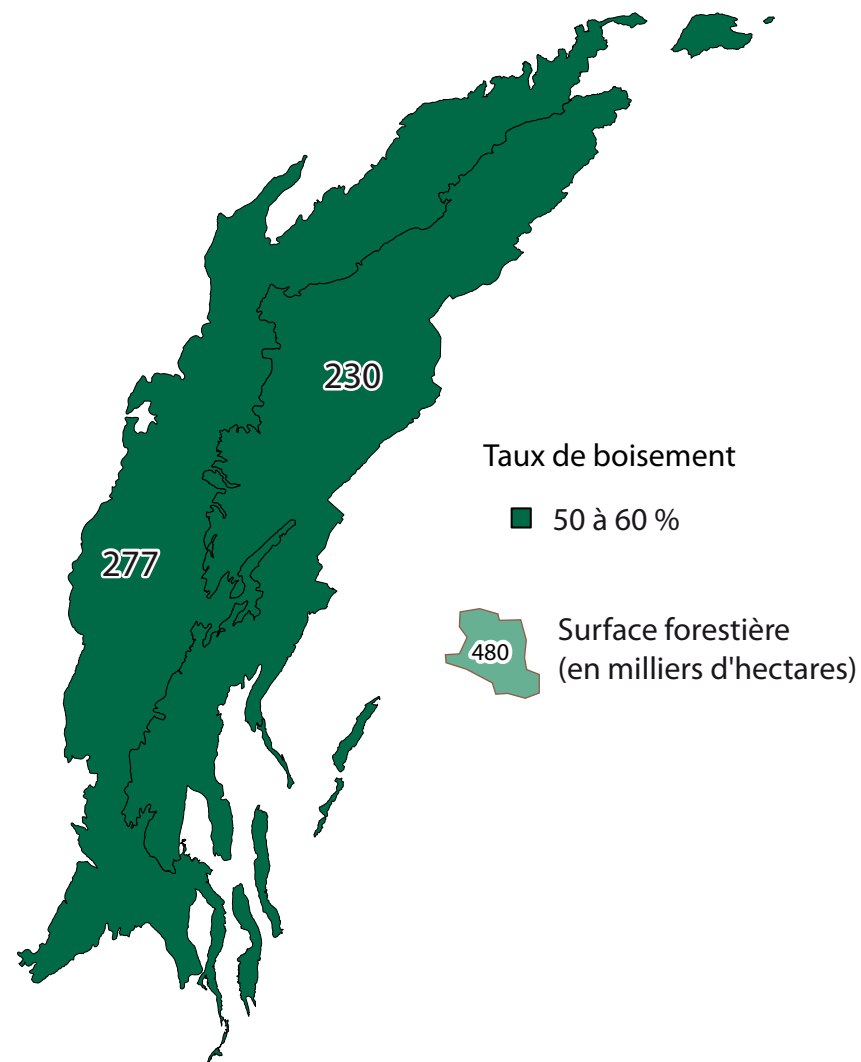 230
277
Taux de boisement
50 à 60 %
480
Surface forestière
(en milliers d'hectares)